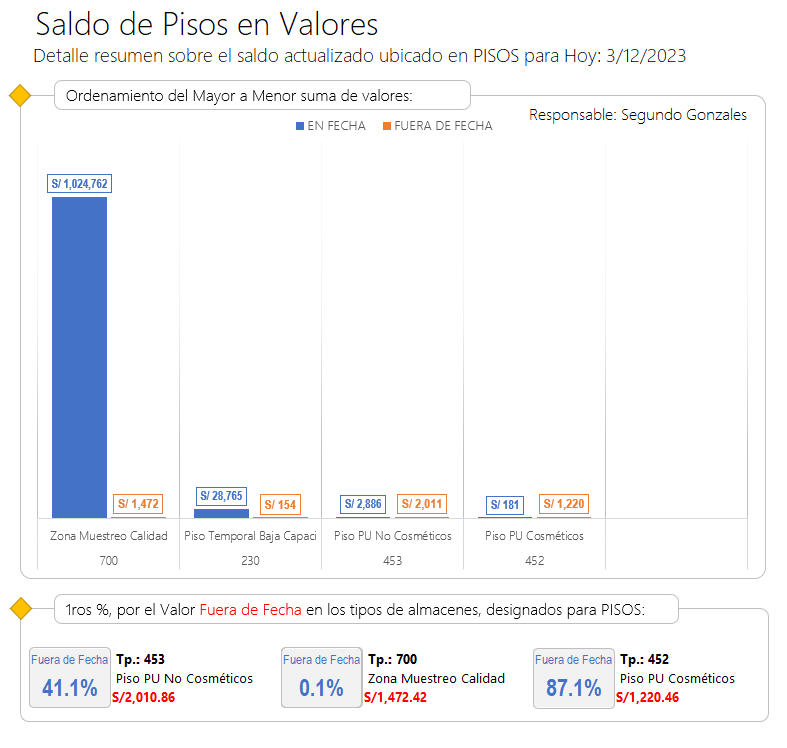 Saldo de Pisos en Valores
Detalle resumen sobre el saldo actualizado ubicado en PISOS para Hoy: 3/12/2023
Ordenamiento del Mayor a Menor suma de valores:
Responsable: Segundo Gonzales
EN FECHA FUERA DE FECHA
S/ 1,024,762
S/ 1,472
S/ 28,765
S/ 154
S/ 2,886
S/ 2,011
S/ 181
S/ 1,220
Zona Muestreo Calidad
Piso Temporal Baja Capaci
Piso PU No Cosméticos
Piso PU Cosméticos
700
230
453
452
1ros %, por el Valor Fuera de Fecha en los tipos de almacenes, designados para PISOS:
Fuera de Fecha
41.1%
Tp.: 453
Piso PU No Cosméticos
S/2,010.86
Fuera de Fecha
0.1%
Tp.: 700
Zona Muestreo Calidad
S/1,472.42
Fuera de Fecha
87.1%
Tp.: 452
Piso PU Cosméticos
S/1,220.46